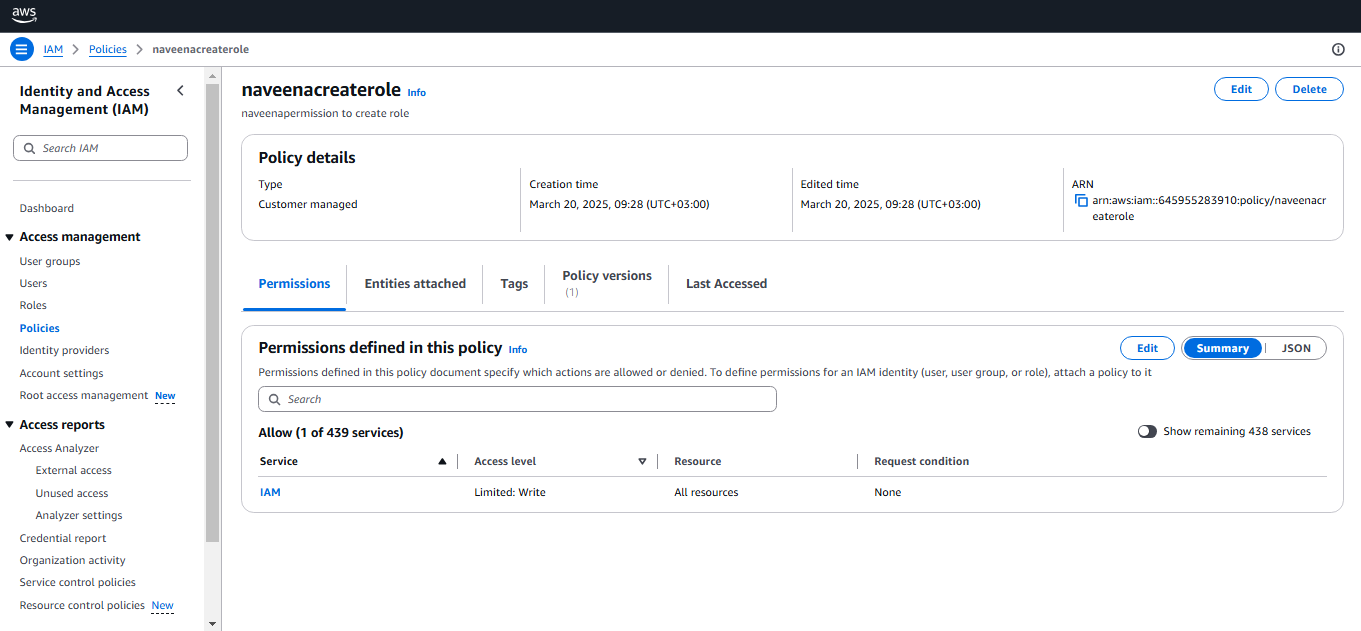 aws
IAM > Policies > naveenacreaterole
Identity and Access
Management (IAM)
Search IAM
Dashboard
Access management
User groups
Users
Roles
Policies
Identity providers
Account settings
Root access management New
Access reports
Access Analyzer
External access
Unused access
Analyzer settings
Credential report
Organization activity
Service control policies
Resource control policies New
naveenacreaterole Info
Edit Delete
naveenapermission to create role
Policy details
Type
Customer managed
Creation time
March 20, 2025, 09:28 (UTC+03:00)
Edited time
March 20, 2025, 09:28 (UTC+03:00)
ARN
arn:aws:iam::645955283910:policy/naveenacr
eaterole
Permissions
Entities attached
Tags
Policy versions
(1)
Last Accessed
Permissions defined in this policy Info
Edit Summary JSON
Permissions defined in this policy document specify which actions are allowed or denied. To define permissions for an IAM identity (user, user group, or role), attach a policy to it
Search
Allow (1 of 439 services)
Show remaining 438 services
Service Access level Resource Request condition
IAM Limited: Write All resources None